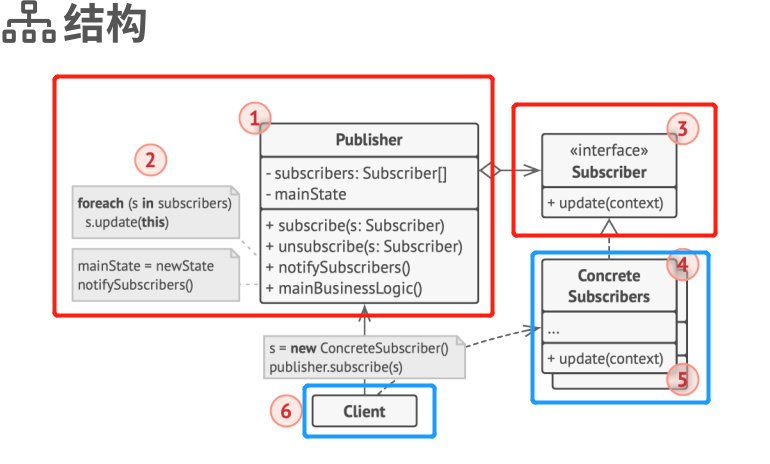 结构
1
Publisher
- subscribers: Subscriber[]
- mainState
+ subscribe(s: Subscriber)
+ unsubscribe(s: Subscriber)
+ notifySubscribers()
+ mainBusinessLogic()
2
foreach (s in subscribers)
s.update(this)
mainState = newState
notifySubscribers()
3
«interface»
Subscriber
+ update(context)
4
Concrete
Subscribers
...
+ update(context)
5
s = new ConcreteSubscriber()
publisher.subscribe(s)
6
Client